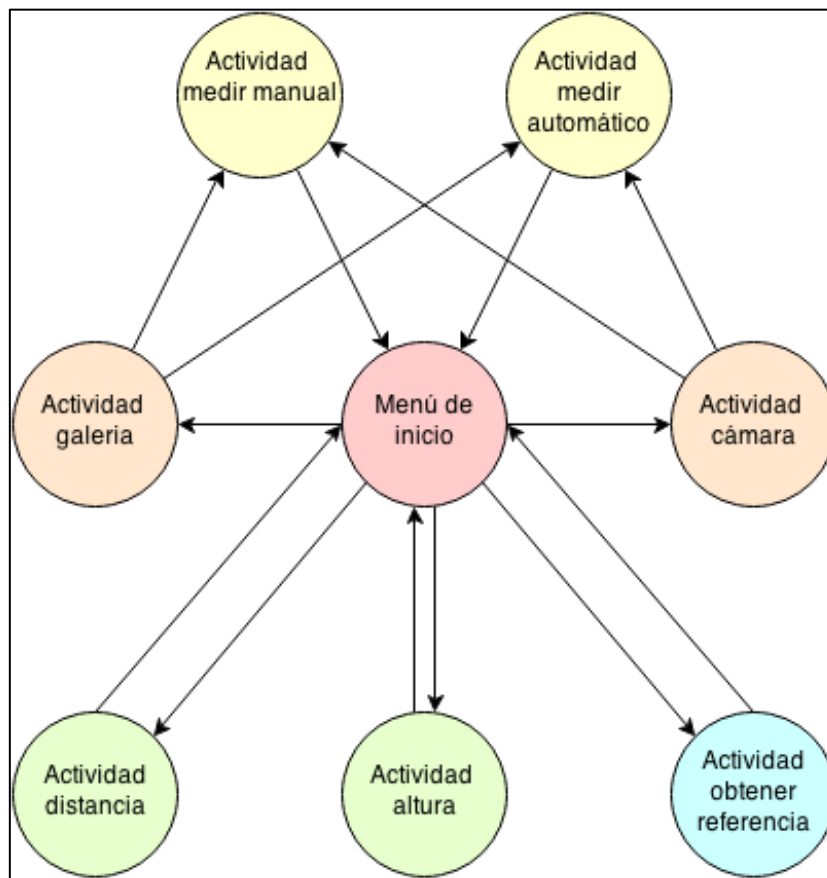 Actividad
medir manual
Actividad
medir
automático
Actividad
galeria
Menú de
inicio
Actividad
cámara
Actividad
distancia
Actividad
altura
Actividad
obtener
referencia